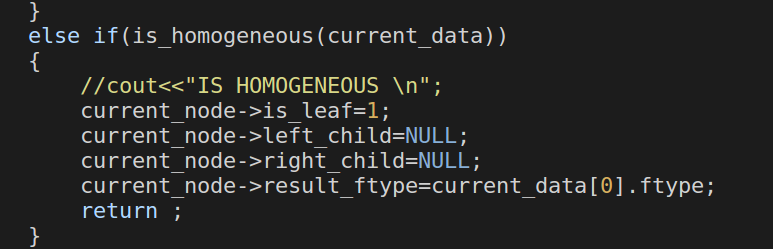 }
else if(is_homogeneous(current_data))
{
    //cout<<"IS HOMOGENEOUS \n";
    current_node->is_leaf=1;
    current_node->left_child=NULL;
    current_node->right_child=NULL;
    current_node->result_ftype=current_data[0].ftype;
    return ;
}